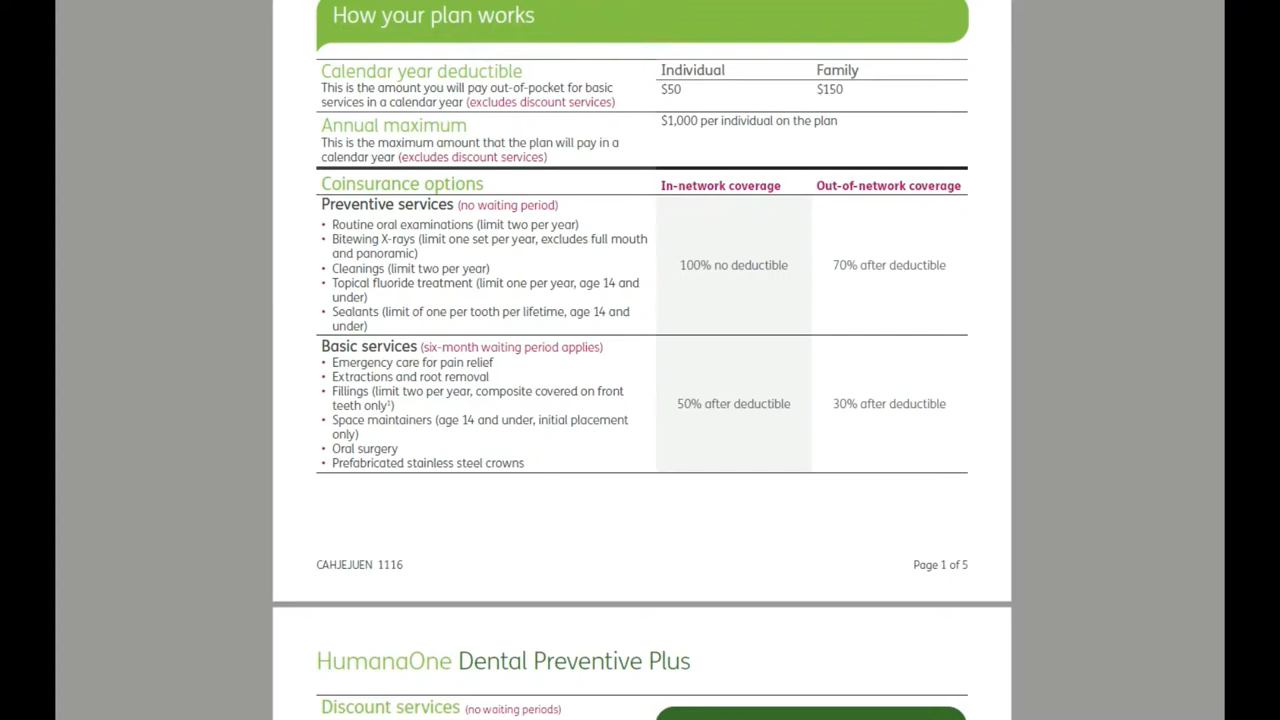 How your plan works
Calendar year deductible
Individual
Family
This is the amount you will pay out-of-pocket for basic
services in a calendar year (excludes discount services)
$50
$150
Annual maximum
$1,000 per individual on the plan
This is the maximum amount that the plan will pay in a
calendar year (excludes discount services)
Coinsurance options
In-network coverage
Out-of-network coverage
Preventive services (no waiting period)
• Routine oral examinations (limit two per year)
• Bitewing X-rays (limit one set per year, excludes full mouth
and panoramic)
• Cleanings (limit two per year)
• Topical fluoride treatment (limit one per year, age 14 and
under)
• Sealants (limit of one per tooth per lifetime, age 14 and
under)
100% no deductible
70% after deductible
Basic services (six-month waiting period applies)
• Emergency care for pain relief
• Extractions and root removal
• Fillings (limit two per year, composite covered on front
teeth only¹)
• Space maintainers (age 14 and under, initial placement
only)
• Oral surgery
• Prefabricated stainless steel crowns
50% after deductible
30% after deductible
CAHJEJUEN 1116
Page 1 of 5
HumanaOne Dental Preventive Plus
Discount services (no waiting periods)